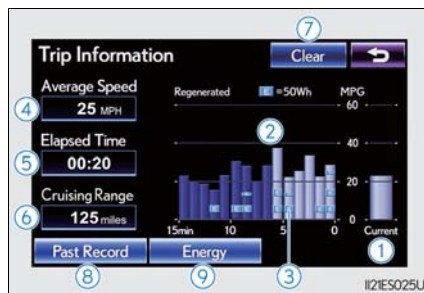 7
Trip Information
Clear
Average Speed
Regenerated E =50Wh MPG
4 25 MPH
60
2
40
Elapsed Time
5 00:20
20
Cruising Range
6 125 miles
0
15min 10 5 0 Current
1
Past Record Energy
8 9 3
II21ES025U